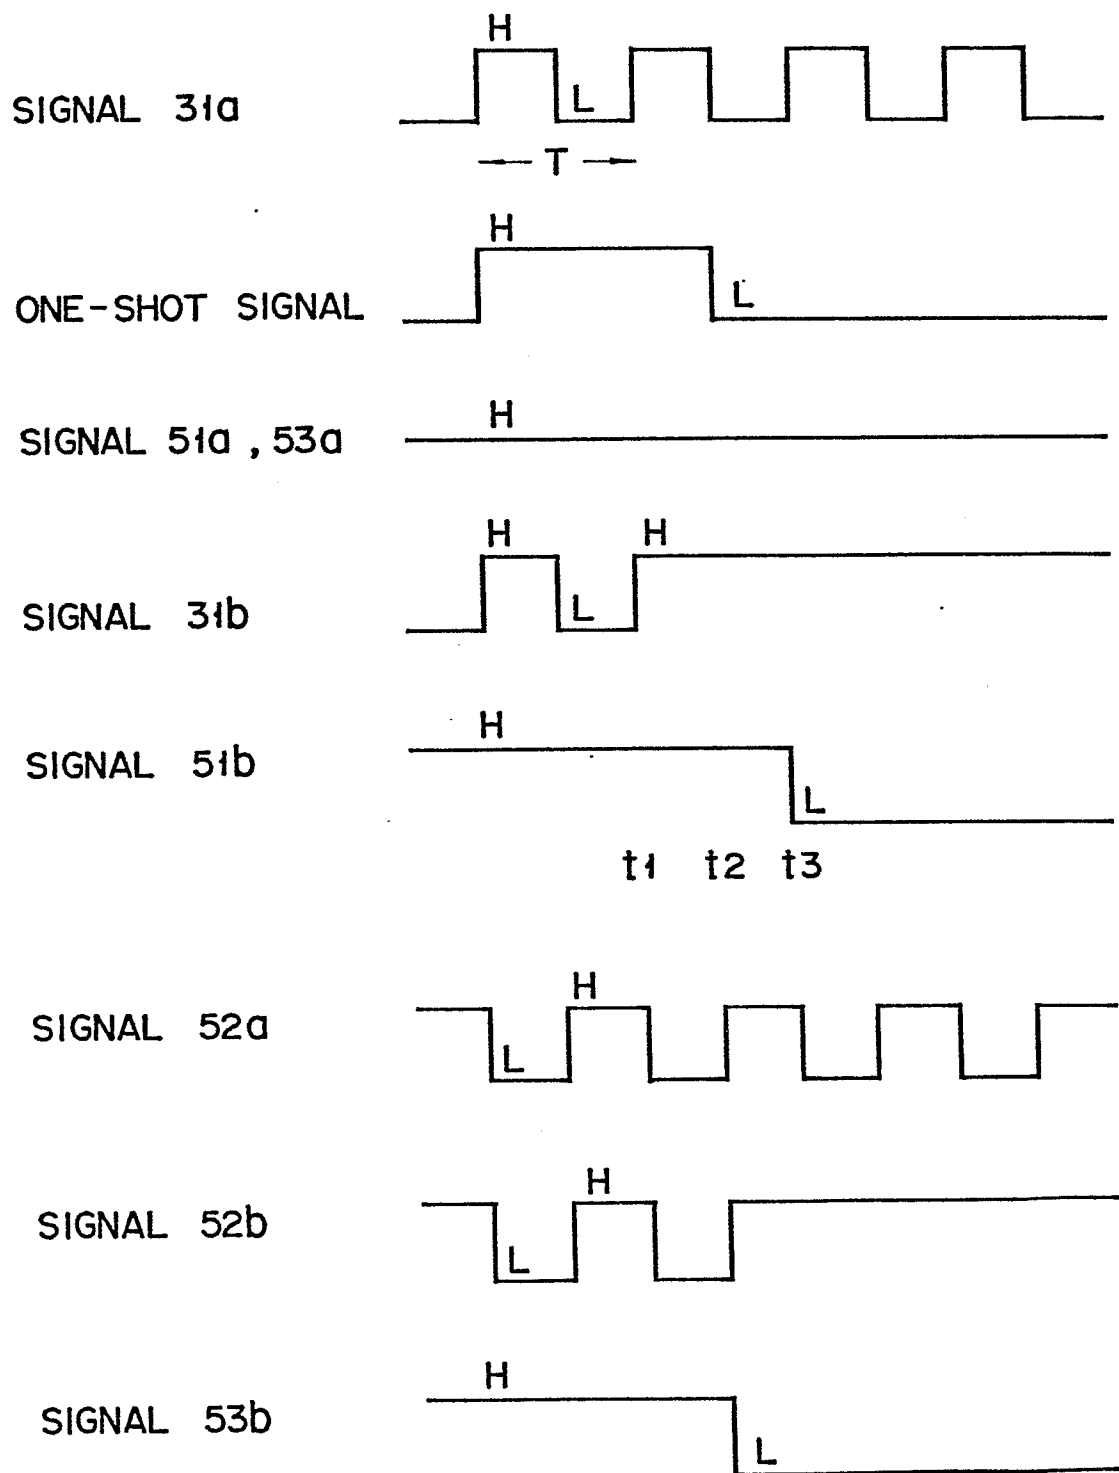 H
SIGNAL 31a
L
T
H
ONE-SHOT SIGNAL
L
SIGNAL 51a , 53a
H
H
H
SIGNAL 31b
L
H
SIGNAL 51b
L
t1 t2 t3
H
SIGNAL 52a
L
H
SIGNAL 52b
L
H
SIGNAL 53b
L